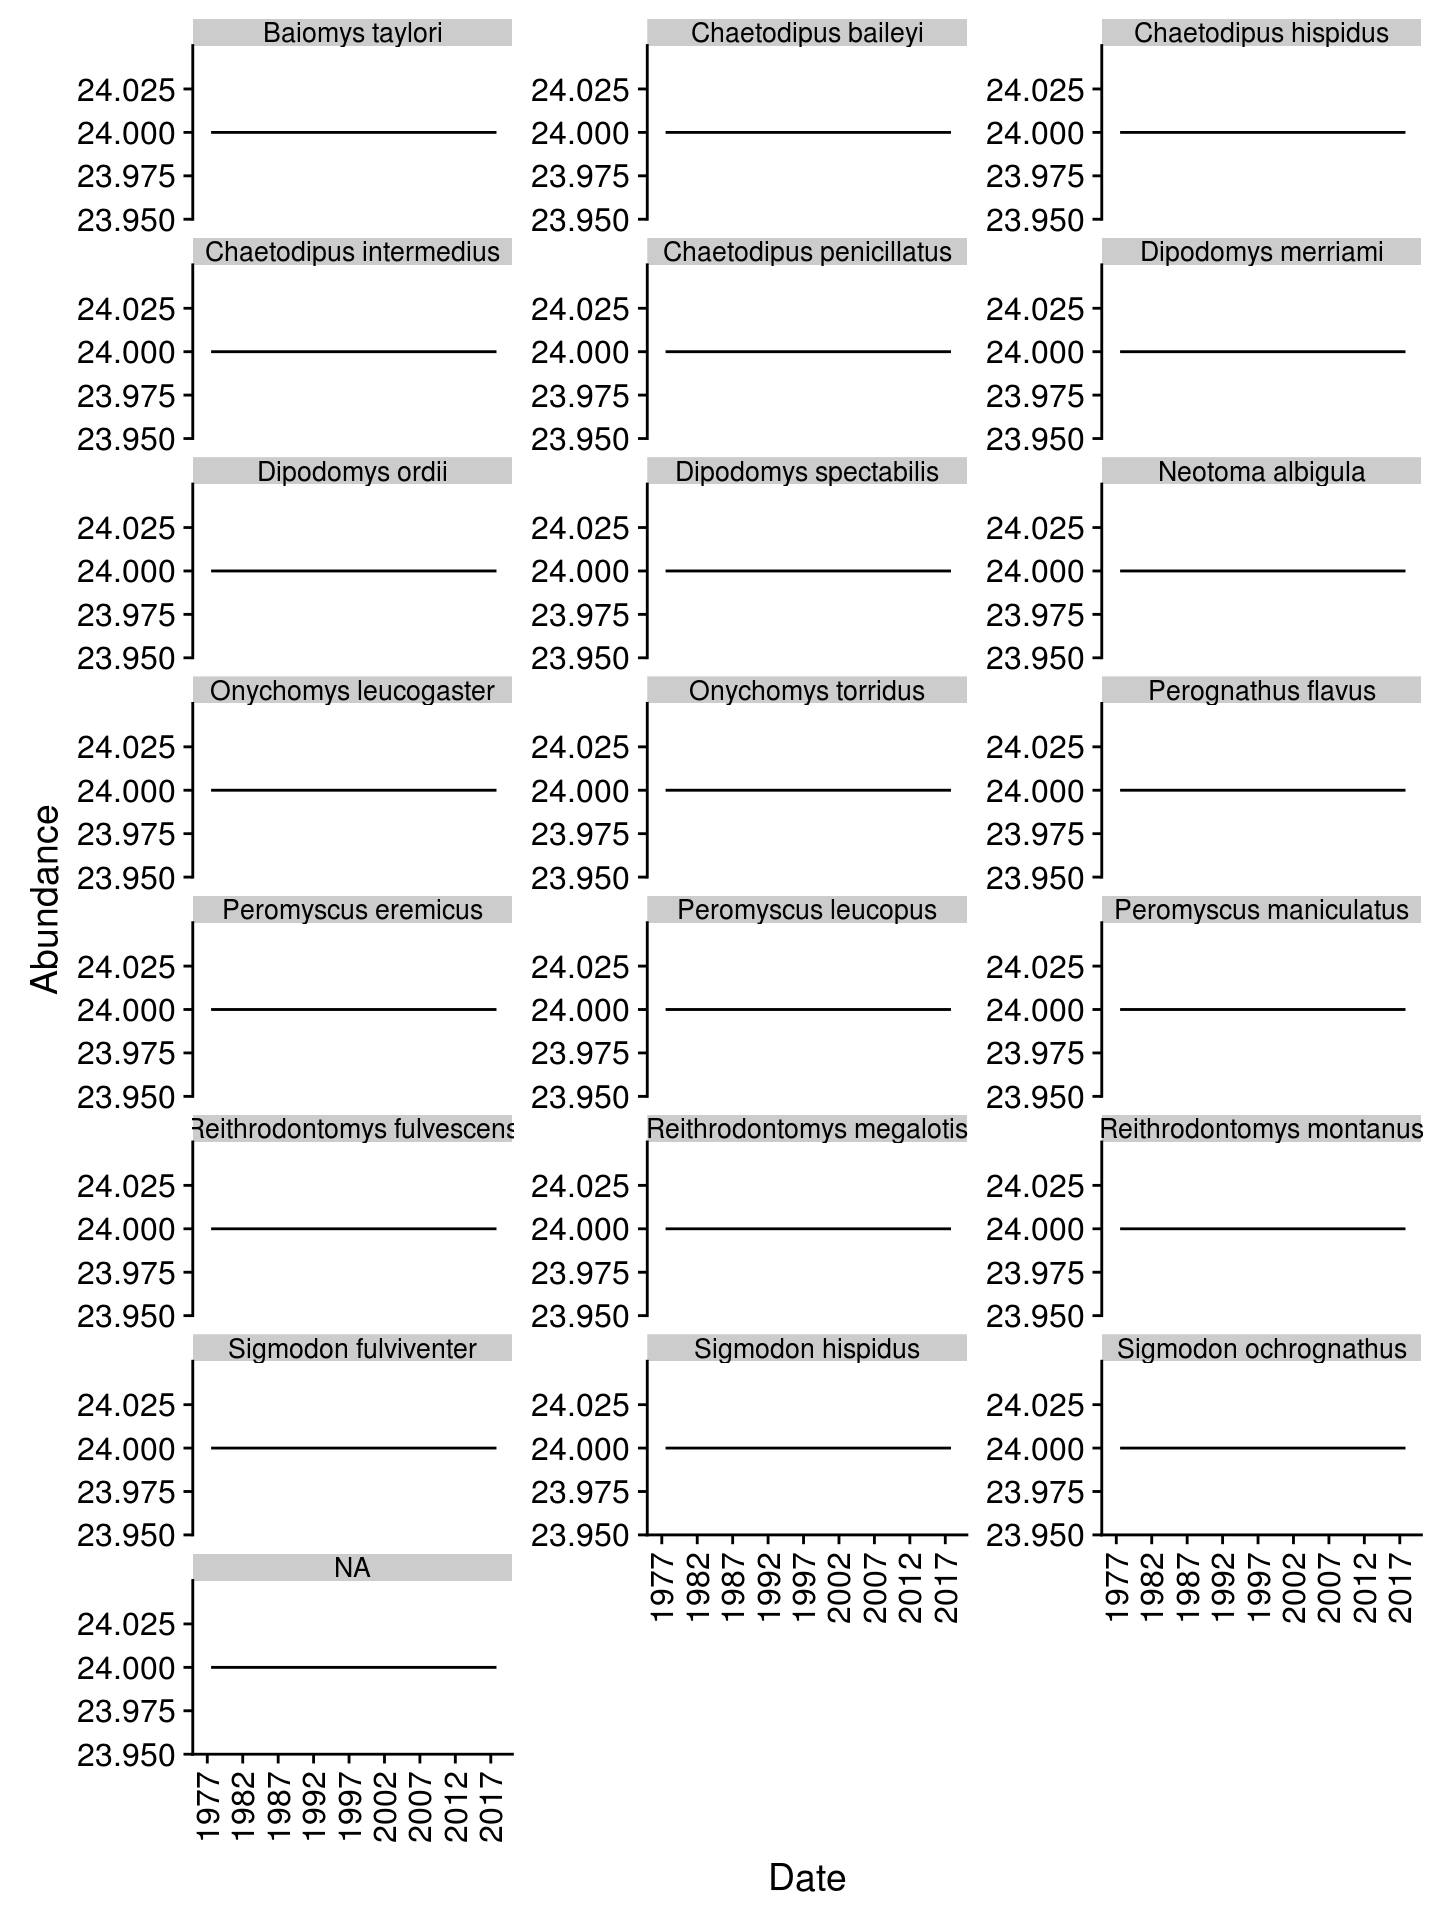 Baiomys taylori Chaetodipus baileyi Chaetodipus hispidus
24.025 24.025 24.025
24.000 24.000 24.000
23.975 23.975 23.975
23.950 23.950 23.950
Chaetodipus intermedius Chaetodipus penicillatus Dipodomys merriami
24.025 24.025 24.025
24.000 24.000 24.000
23.975 23.975 23.975
23.950 23.950 23.950
Dipodomys ordii Dipodomys spectabilis Neotoma albigula
24.025 24.025 24.025
24.000 24.000 24.000
23.975 23.975 23.975
23.950 23.950 23.950
Onychomys leucogaster Onychomys torridus Perognathus flavus
24.025 24.025 24.025
24.000 24.000 24.000
23.975 23.975 23.975
23.950 23.950 23.950
Abundance
Peromyscus eremicus Peromyscus leucopus Peromyscus maniculatus
24.025 24.025 24.025
24.000 24.000 24.000
23.975 23.975 23.975
23.950 23.950 23.950
Reithrodontomys fulvescens Reithrodontomys megalotis Reithrodontomys montanus
24.025 24.025 24.025
24.000 24.000 24.000
23.975 23.975 23.975
23.950 23.950 23.950
Sigmodon fulviventer Sigmodon hispidus Sigmodon ochrognathus
24.025 24.025 24.025
24.000 24.000 24.000
23.975 23.975 23.975
23.950 23.950 23.950
1977 1982 1987 1992 1997 2002 2007 2012 2017 1977 1982 1987 1992 1997 2002 2007 2012 2017
NA
24.025
24.000
23.975
23.950
1977 1982 1987 1992 1997 2002 2007 2012 2017
Date